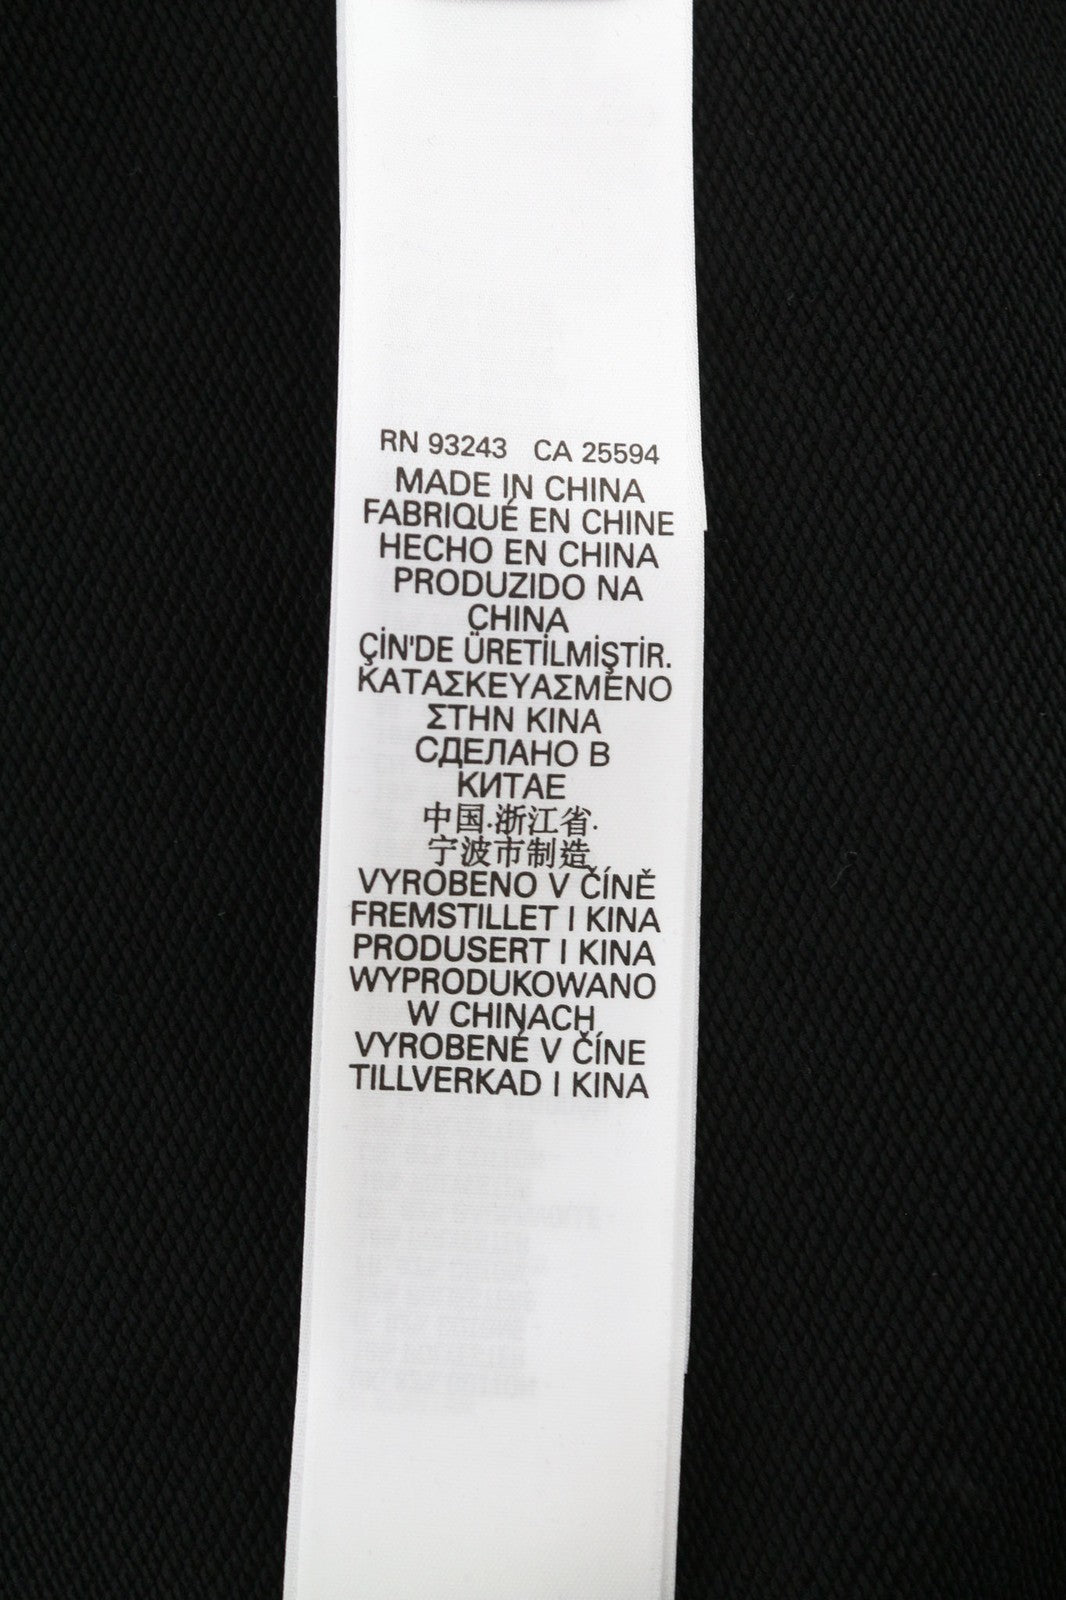 RN 93243 CA 25594
MADE IN CHINA
FABRIQUÉ EN CHINE
HECHO EN CHINA
PRODUZIDO NA
CHINA
ÇİN'DE ÜRETİLMİŞTİR.
ΚΑΤΑΣΚΕΥΑΣΜΕΝΟ
ΣΤΗΝ ΚΙΝΑ
СДЕЛАНО В
КИТАЕ
中国.浙江省.
宁波市制造
VYROBENO V ČÍNĚ
FREMSTILLET I KINA
PRODUSERT I KINA
WYPRODUKOWANO
W CHINACH
VYROBENÉ V ČÍNE
TILLVERKAD I KINA